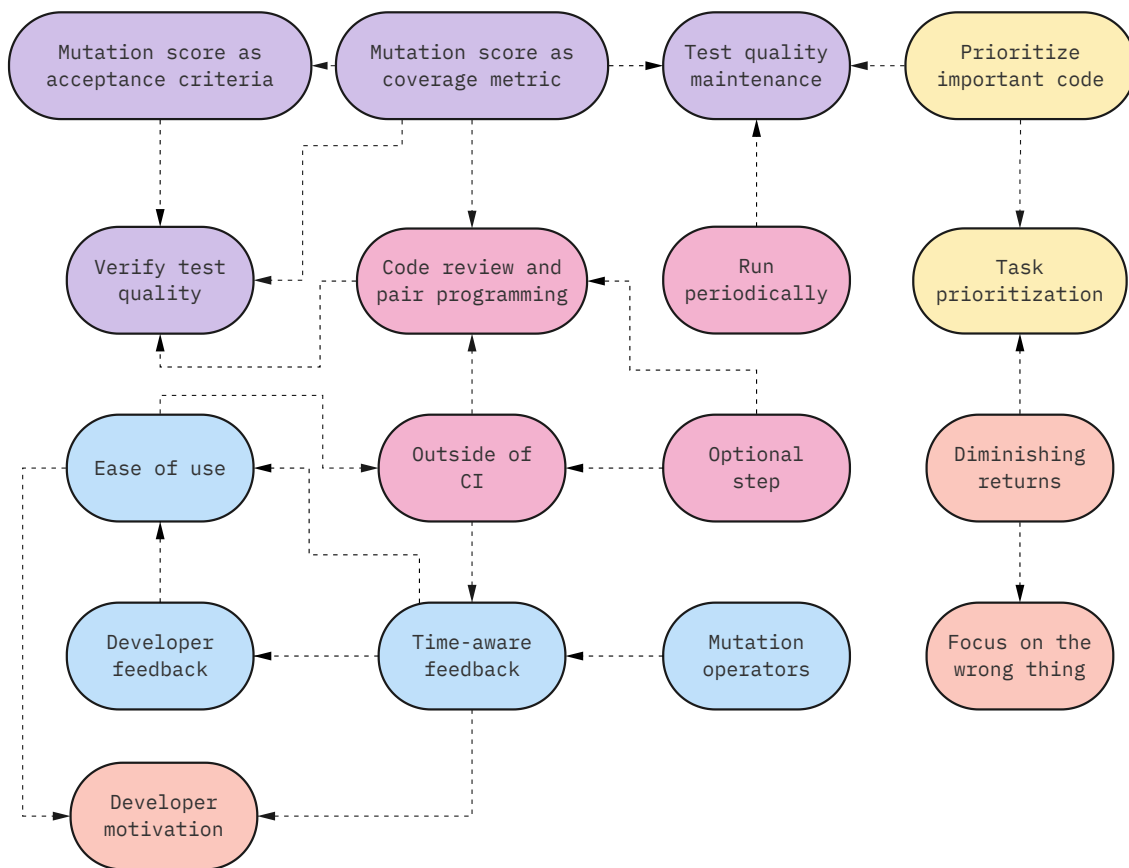 Mutation score as
acceptance criteria
Mutation score as
coverage metric
Test quality
maintenance
Prioritize
important code
Verify test
quality
Code review and
pair programming
Run
periodically
Task
prioritization
Ease of use
Outside of
CI
Optional
step
Diminishing
returns
Developer
feedback
Time-aware
feedback
Mutation
operators
Focus on the
wrong thing
Developer
motivation